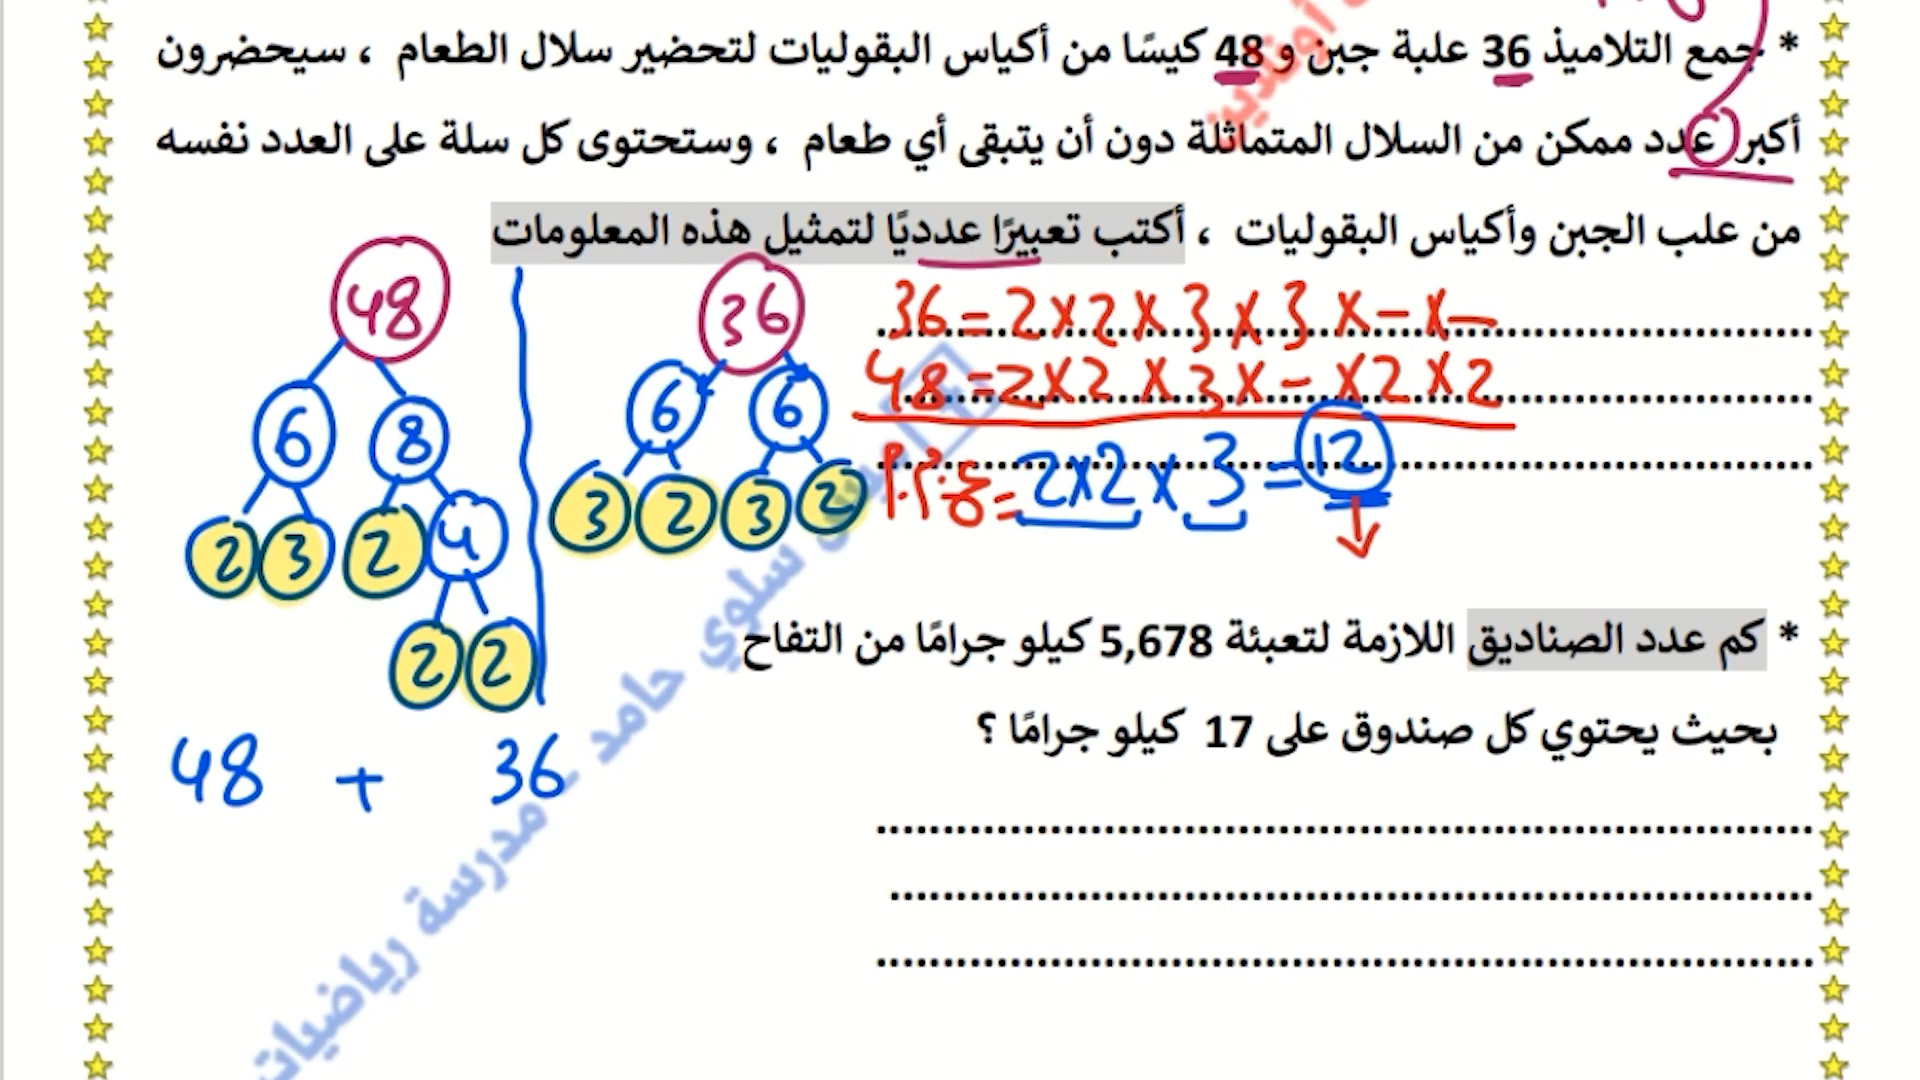 * جمع التلاميذ 36 علبة جبن و 48 كيسًا من أكياس البقوليات لتحضير سلال الطعام ، سيحضرون
أكبر عدد ممكن من السلال المتماثلة دون أن يتبقى أي طعام ، وستحتوى كل سلة على العدد نفسه
من علب الجبن وأكياس البقوليات ، أكتب تعبيرًا عدديًا لتمثيل هذه المعلومات
36 = 2 x 2 x 3 x 3 x - x -
48 = 2 x 2 x 3 x - x 2 x 2
ع.م.أ = 2 x 2 x 3 = 12
48 36
6 8 6 6
2 3 2 4 3 2 3 2
2 2
48 + 36
* كم عدد الصناديق اللازمة لتعبئة 5,678 كيلو جرامًا من التفاح
بحيث يحتوي كل صندوق على 17 كيلو جرامًا ؟
سلوي حامد - مدرسة رياضيات